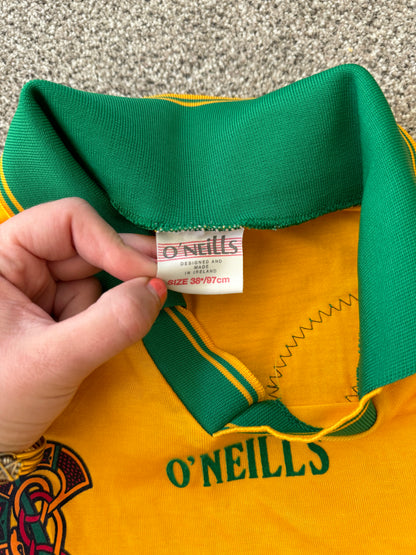 O'NEILLS
DESIGNED AND
MADE
IN IRELAND
SIZE 38"/97cm
O'NEILLS